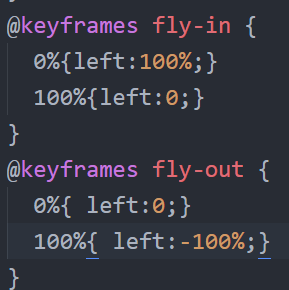 @keyframes fly-in {
  0%{left:100%;}
  100%{left:0;}
}
@keyframes fly-out {
  0%{ left:0;}
  100%{ left:-100%;}
}